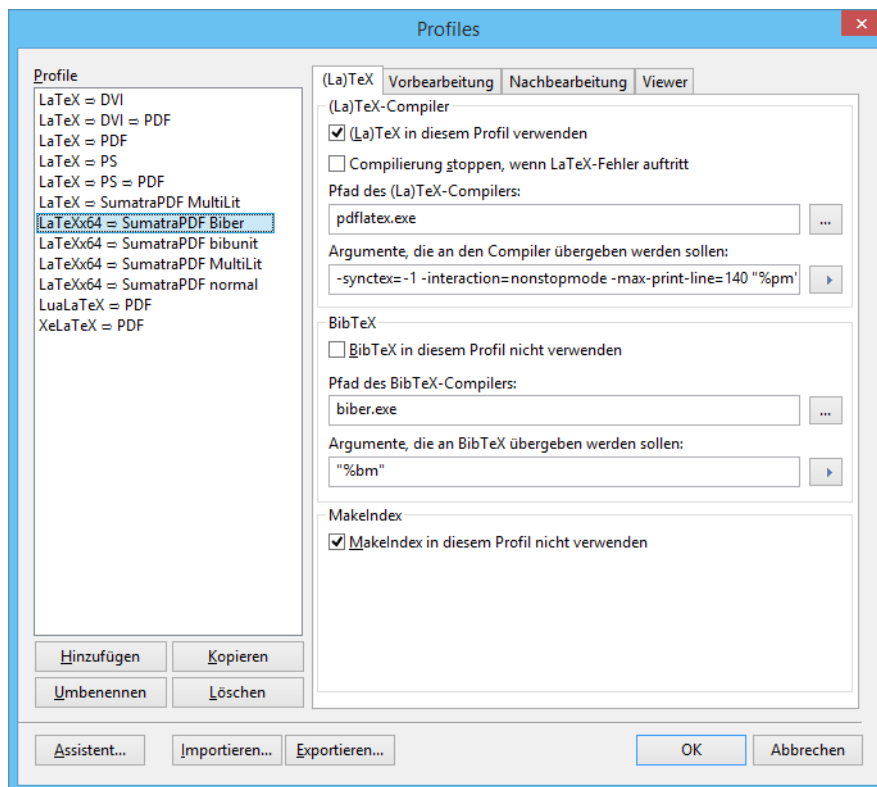 Profiles
Profile
LaTeX ⇨ DVI
LaTeX ⇨ DVI ⇨ PDF
LaTeX ⇨ PDF
LaTeX ⇨ PS
LaTeX ⇨ PS ⇨ PDF
LaTeX ⇨ SumatraPDF MultiLit
LaTeXx64 ⇨ SumatraPDF Biber
LaTeXx64 ⇨ SumatraPDF bibunit
LaTeXx64 ⇨ SumatraPDF MultiLit
LaTeXx64 ⇨ SumatraPDF normal
LuaLaTeX ⇨ PDF
XeLaTeX ⇨ PDF
Hinzufügen Kopieren
Umbenennen Löschen
(La)TeX Vorbearbeitung Nachbearbeitung Viewer
(La)TeX-Compiler
(La)TeX in diesem Profil verwenden
Compilierung stoppen, wenn LaTeX-Fehler auftritt
Pfad des (La)TeX-Compilers:
pdflatex.exe
...
Argumente, die an den Compiler übergeben werden sollen:
-synctex=-1 -interaction=nonstopmode -max-print-line=140 "%pm"
BibTeX
BibTeX in diesem Profil nicht verwenden
Pfad des BibTeX-Compilers:
biber.exe
...
Argumente, die an BibTeX übergeben werden sollen:
"%bm"
MakeIndex
MakeIndex in diesem Profil nicht verwenden
Assistent... Importieren... Exportieren... OK Abbrechen